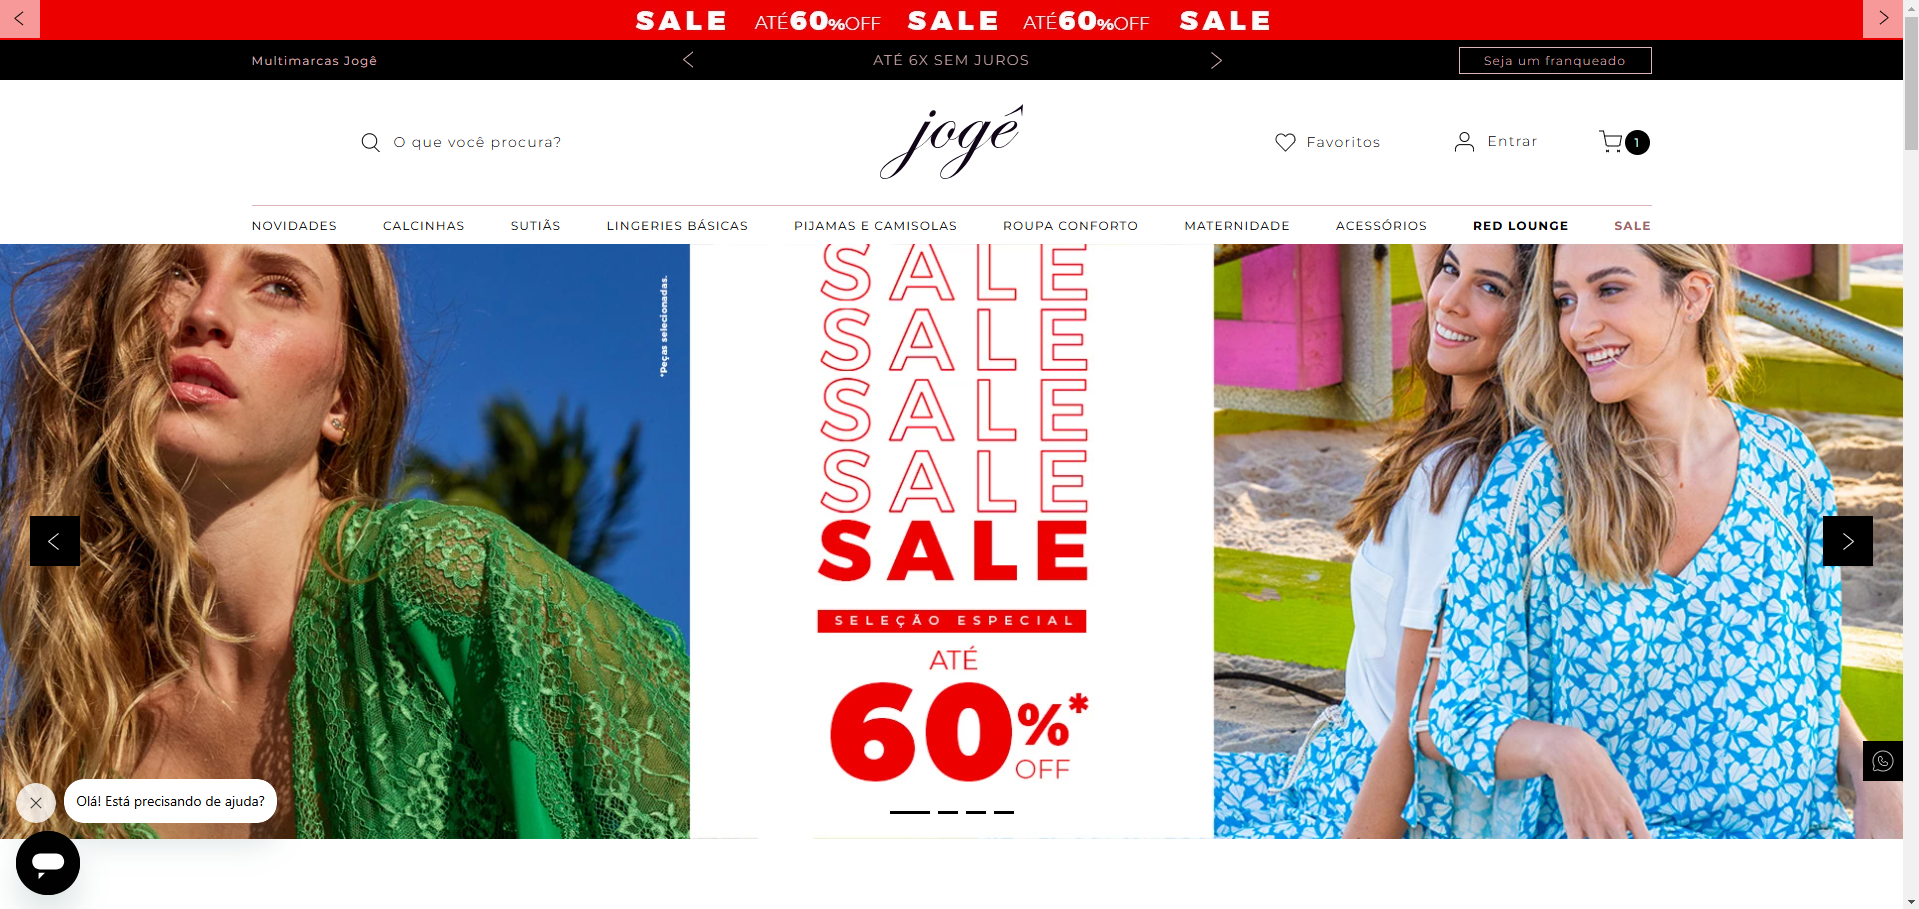 SALE ATÉ60%OFF SALE ATÉ60%OFF SALE
Multimarcas Jogê
ATÉ 6X SEM JUROS
Seja um franqueado
O que você procura?
jogê
Favoritos
Entrar
1
NOVIDADES CALCINHAS SUTIÃS LINGERIES BÁSICAS PIJAMAS E CAMISOLAS ROUPA CONFORTO MATERNIDADE ACESSÓRIOS RED LOUNGE SALE
*Peças selecionadas.
SALE
SALE
SALE
SALE
SALE
SELEÇÃO ESPECIAL
ATÉ
60%*
OFF
Olá! Está precisando de ajuda?